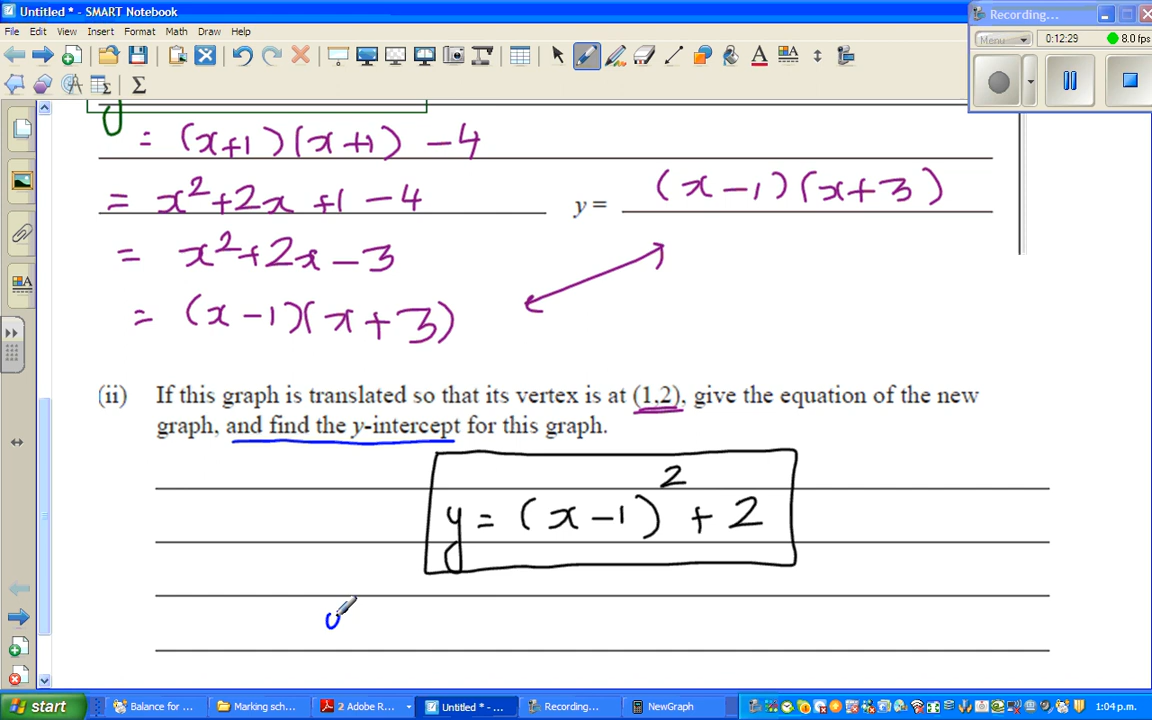 Untitled * - SMART Notebook
Recording...
File Edit View Insert Format Math Draw Help
Menu 0:12:29 8.0 fps
y
= (x+1)(x+1) -4
= x²+2x+1-4
y = (x-1)(x+3)
= x²+2x-3
= (x-1)(x+3)
(ii) If this graph is translated so that its vertex is at (1,2), give the equation of the new
graph, and find the y-intercept for this graph.
y = (x-1)² + 2
start Balance for ... Marking sch... 2 Adobe R... Untitled * - ... Recording... NewGraph 1:04 p.m.